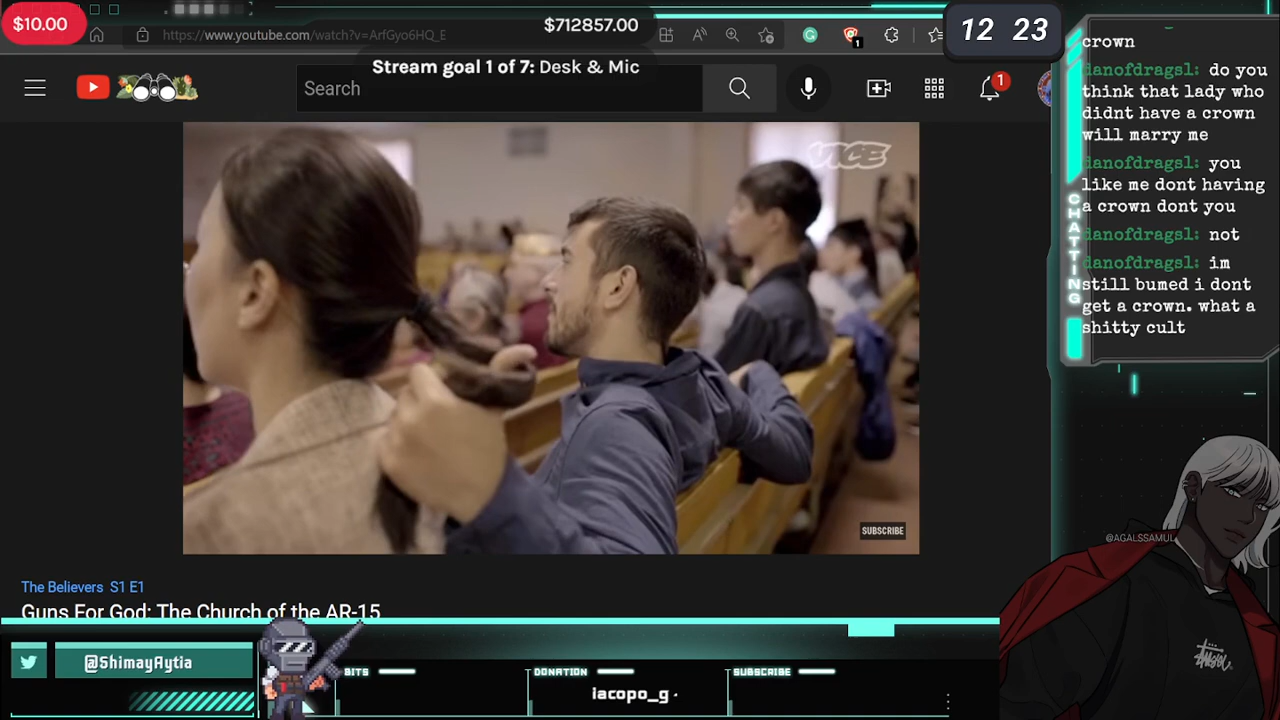 $10.00
https://www.youtube.com/watch?v=ArfGyo6HQ_E
$712857.00
1
12 23
Stream goal 1 of 7: Desk & Mic
Search
1
VICE
SUBSCRIBE
The Believers S1 E1
Guns For God: The Church of the AR-15
crown
danofdragsl: do you
think that lady who
didnt have a crown
will marry me
danofdragsl: you
like me dont having
a crown dont you
danofdragsl: not
danofdragsl: im
still bumed i dont
get a crown. what a
shitty cult
CHATTING
@AGALSSAMUL
@ShimayAytia
BITS
DONATION
iacopo_g
SUBSCRIBE